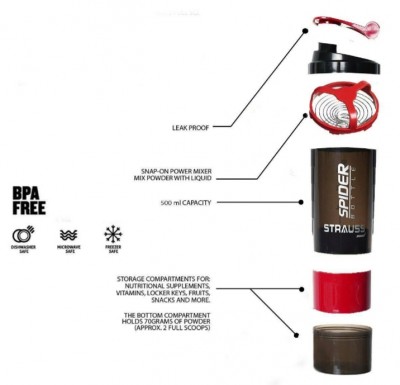 LEAK PROOF
SNAP-ON POWER MIXER
MIX POWDER WITH LIQUID
500 ml CAPACITY
BPA
FREE
DISHWASHER
SAFE
MICROWAVE
SAFE
FREEZER
SAFE
SPIDER
BOTTLE
STRAUSS
STORAGE COMPARTMENTS FOR:
NUTRITIONAL SUPPLEMENTS,
VITAMINS, LOCKER KEYS, FRUITS,
SNACKS AND MORE.
THE BOTTOM COMPARTMENT
HOLDS 70GRAMS OF POWDER
(APPROX. 2 FULL SCOOPS)